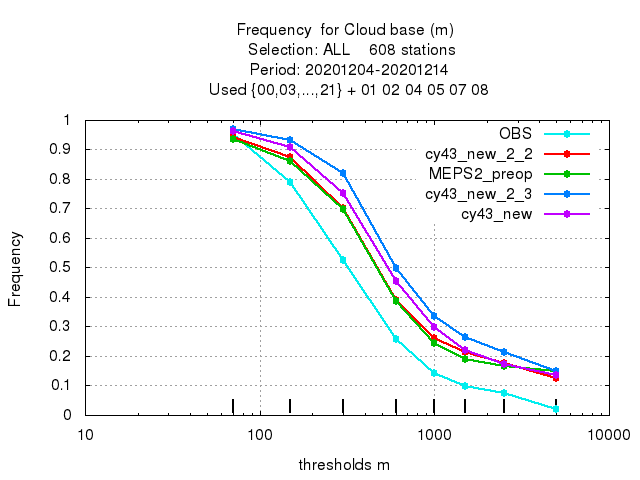 Frequency  for Cloud base (m)
Selection: ALL    608 stations
Period: 20201204-20201214
Used {00,03,...,21} + 01 02 04 05 07 08
1
0.9
0.8
0.7
0.6
0.5
0.4
0.3
0.2
0.1
0
Frequency
OBS
cy43_new_2_2
MEPS2_preop
cy43_new_2_3
cy43_new
10 100 1000 10000
thresholds m